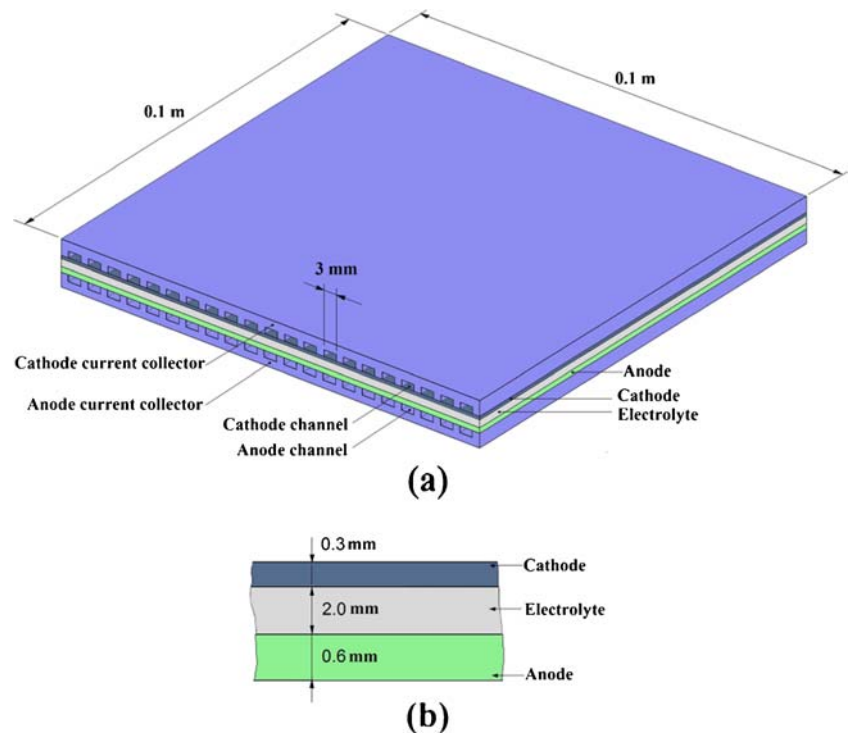 0.1 m
0.1 m
3 mm
Cathode current collector
Anode current collector
Cathode channel
Anode channel
Anode
Cathode
Electrolyte
(a)
0.3 mm
Cathode
2.0 mm
Electrolyte
0.6 mm
Anode
(b)